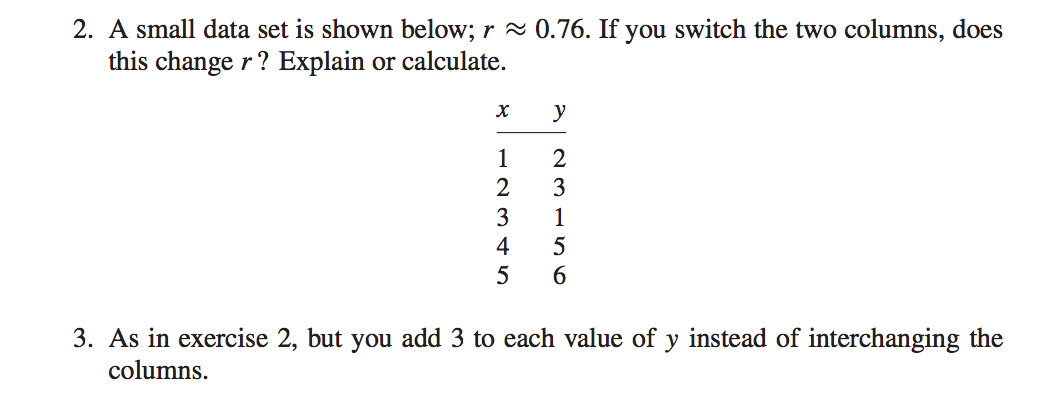 2. A small data set is shown below; r ≈ 0.76. If you switch the two columns, does
this change r? Explain or calculate.
x y
1 2
2 3
3 1
4 5
5 6
3. As in exercise 2, but you add 3 to each value of y instead of interchanging the
columns.